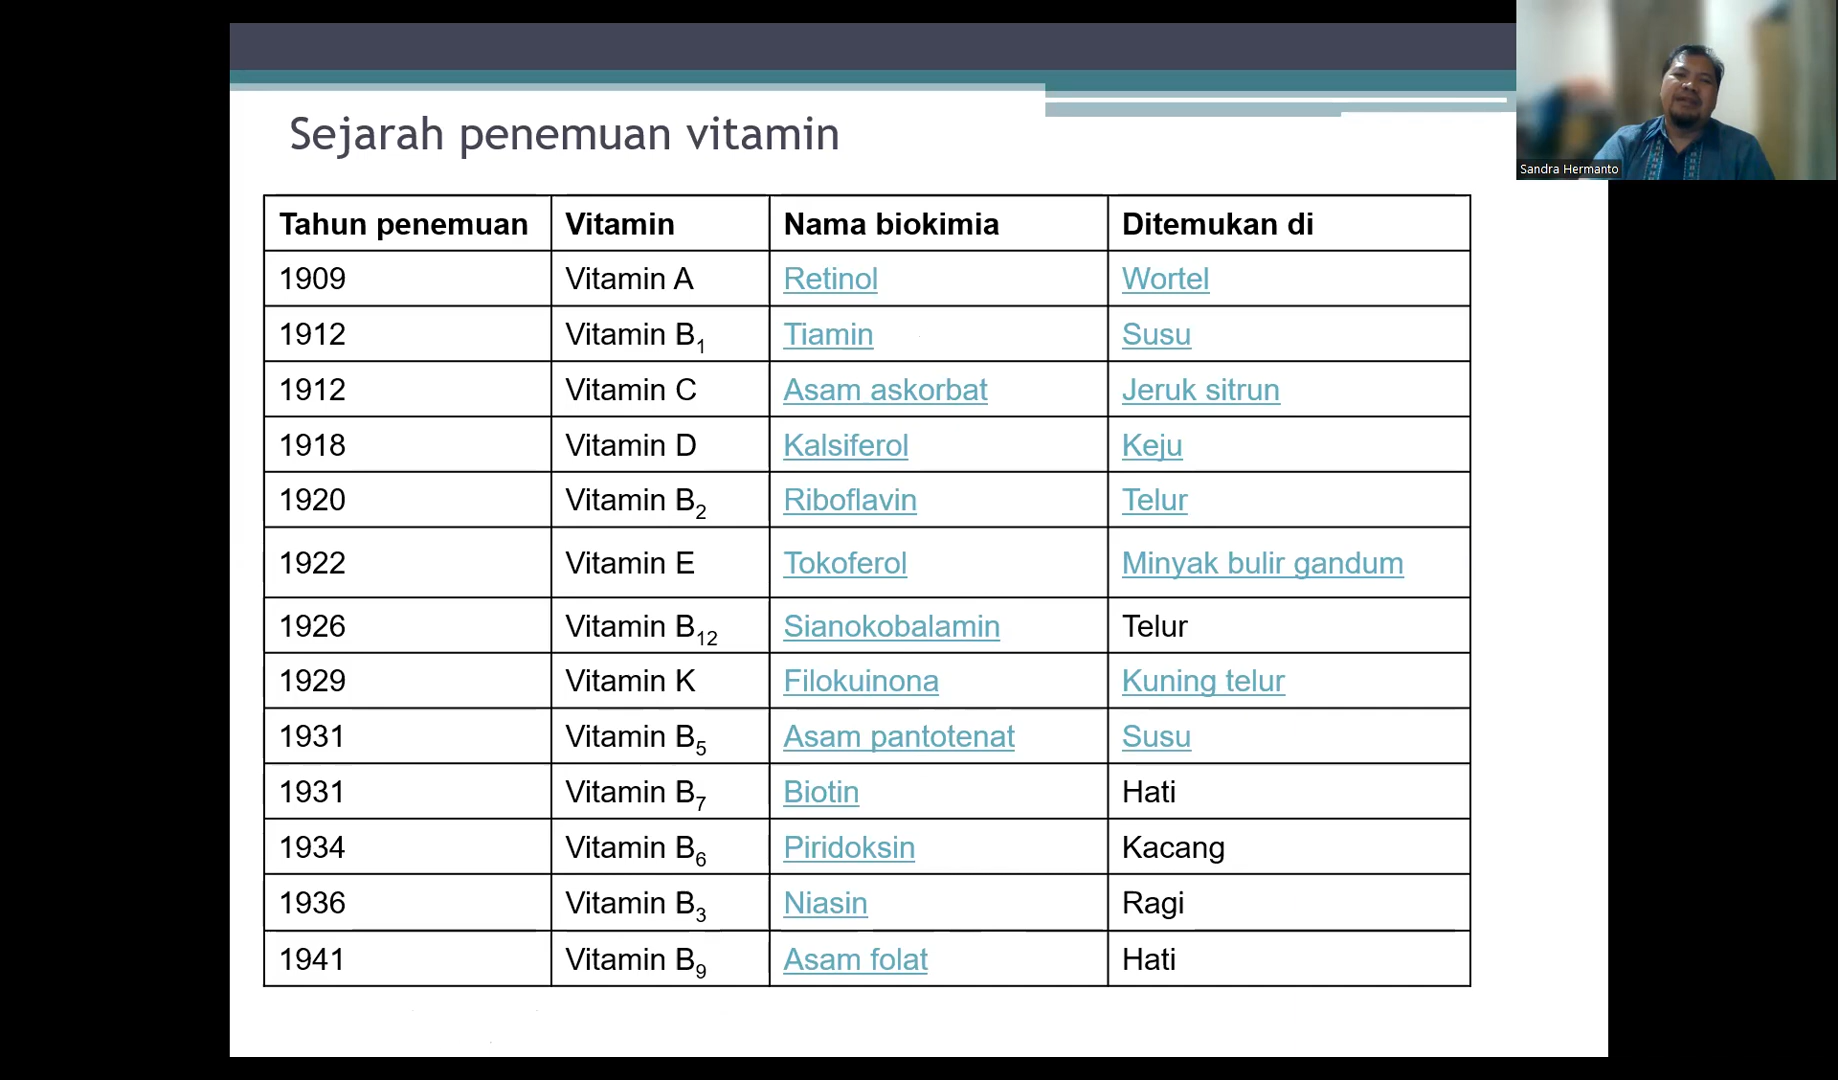 Sandra Hermanto
Sejarah penemuan vitamin
Tahun penemuan Vitamin Nama biokimia Ditemukan di
1909 Vitamin A Retinol Wortel
1912 Vitamin B₁ Tiamin Susu
1912 Vitamin C Asam askorbat Jeruk sitrun
1918 Vitamin D Kalsiferol Keju
1920 Vitamin B₂ Riboflavin Telur
1922 Vitamin E Tokoferol Minyak bulir gandum
1926 Vitamin B₁₂ Sianokobalamin Telur
1929 Vitamin K Filokuinona Kuning telur
1931 Vitamin B₅ Asam pantotenat Susu
1931 Vitamin B₇ Biotin Hati
1934 Vitamin B₆ Piridoksin Kacang
1936 Vitamin B₃ Niasin Ragi
1941 Vitamin B₉ Asam folat Hati